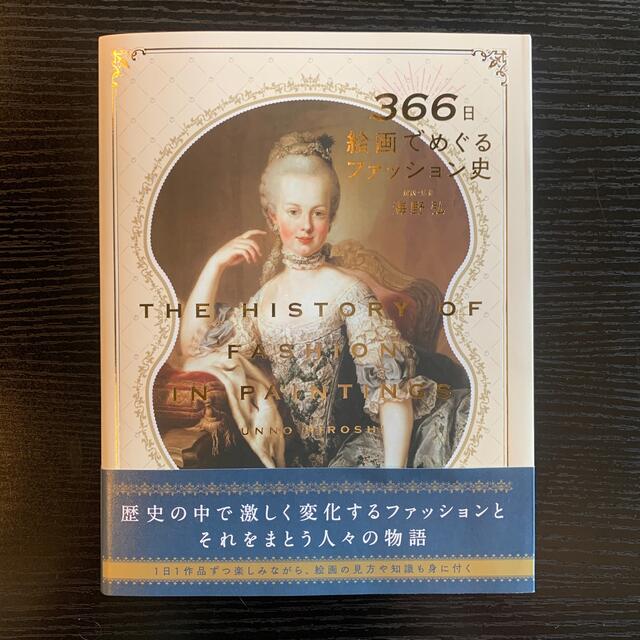 366日
絵画でめぐる
ファッション史
解説・監修
海野 弘
THE HISTORY OF
FASHION
IN PAINTINGS
UNNO HIROSHI
歴史の中で激しく変化するファッションと
それをまとう人々の物語
1日1作品ずつ楽しみながら、絵画の見方や知識も身に付く